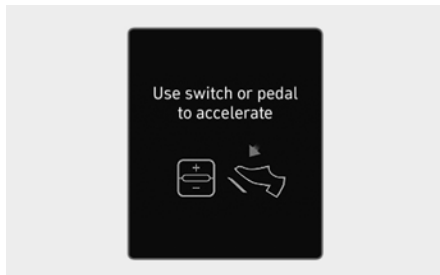 Use switch or pedal
to accelerate
+
-